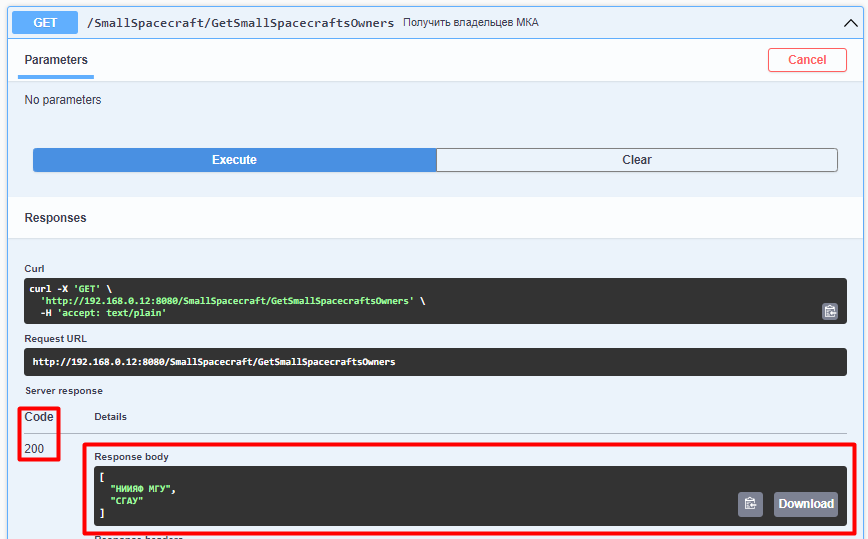 GET /SmallSpacecraft/GetSmallSpacecraftsOwners Получить владельцев МКА
Parameters
Cancel
No parameters
Execute
Clear
Responses
Curl
curl -X 'GET' \
'http://192.168.0.12:8080/SmallSpacecraft/GetSmallSpacecraftsOwners' \
-H 'accept: text/plain'
Request URL
http://192.168.0.12:8080/SmallSpacecraft/GetSmallSpacecraftsOwners
Server response
Code Details
200
Response body
[
"НИИЯФ МГУ",
"СГАУ"
]
Download
Response headers